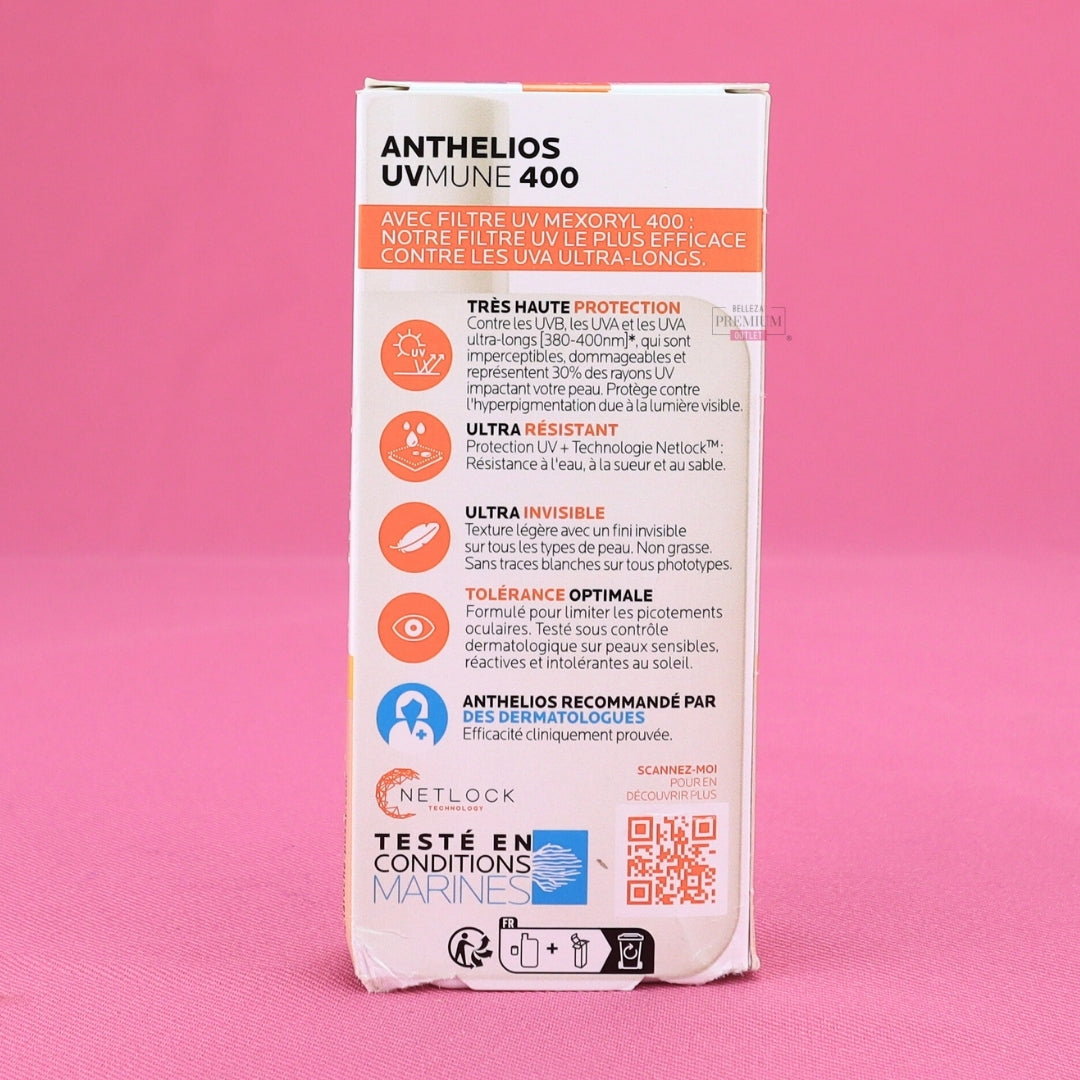 ANTHELIOS
UVMUNE 400
AVEC FILTRE UV MEXORYL 400 :
NOTRE FILTRE UV LE PLUS EFFICACE
CONTRE LES UVA ULTRA-LONGS.
TRÈS HAUTE PROTECTION
Contre les UVB, les UVA et les UVA
ultra-longs [380-400nm]*, qui sont
imperceptibles, dommageables et
représentent 30% des rayons UV
impactant votre peau. Protège contre
l'hyperpigmentation due à la lumière visible.
BELLEZA
PREMIUM
OUTLET ®
UV
ULTRA RÉSISTANT
Protection UV + Technologie Netlock™:
Résistance à l'eau, à la sueur et au sable.
ULTRA INVISIBLE
Texture légère avec un fini invisible
sur tous les types de peau. Non grasse.
Sans traces blanches sur tous phototypes.
TOLÉRANCE OPTIMALE
Formulé pour limiter les picotements
oculaires. Testé sous contrôle
dermatologique sur peaux sensibles,
réactives et intolérantes au soleil.
ANTHELIOS RECOMMANDÉ PAR
DES DERMATOLOGUES
Efficacité cliniquement prouvée.
NETLOCK
TECHNOLOGY
SCANNEZ-MOI
POUR EN
DÉCOUVRIR PLUS
TESTÉ EN
CONDITIONS
MARINES
FR
+